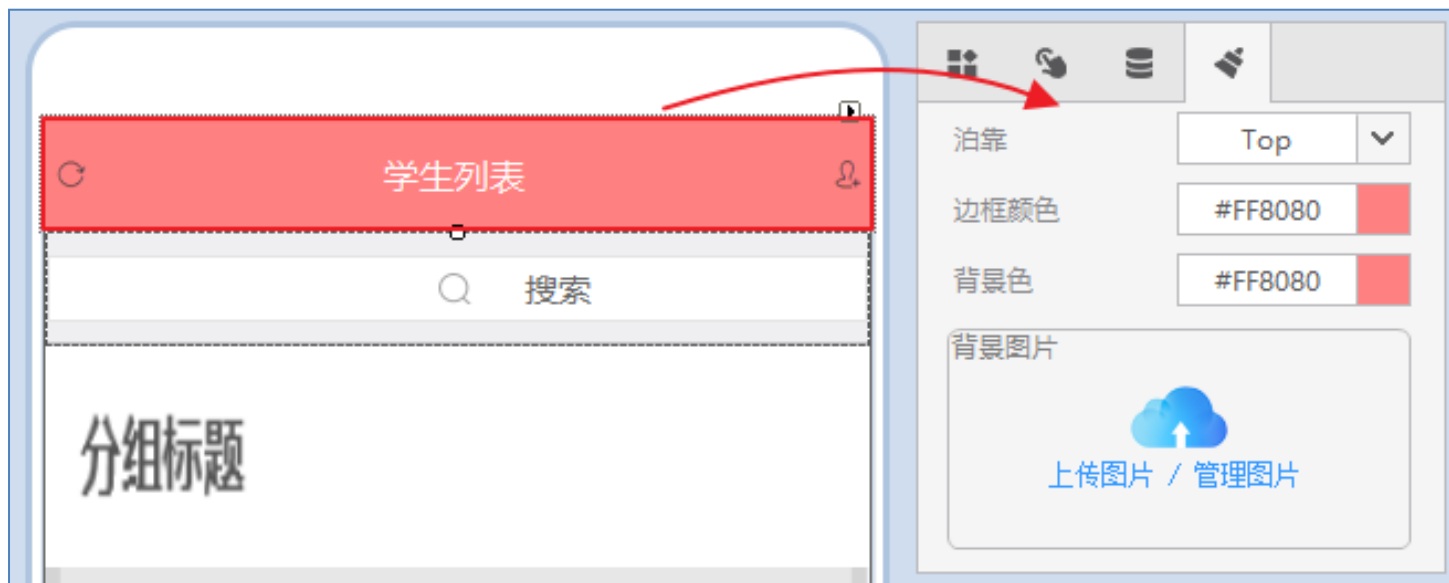 学生列表
搜索
分组标题
泊靠 Top
边框颜色 #FF8080
背景色 #FF8080
背景图片
上传图片 / 管理图片